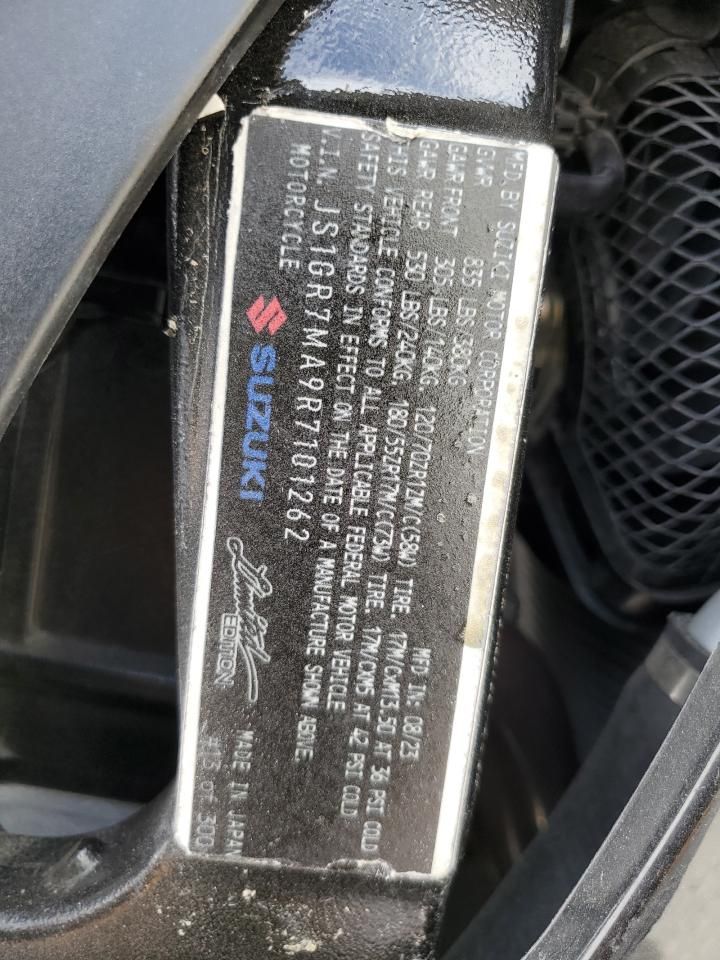 MFD.BY SUZIKI MOTOR CORPORATION
GVWR 835 LBS/380KG MFD IN: 08/23
GAWR FRONT 305 LBS/140KG 120/70ZR17M/C(58W) TIRE. 17M/CxMT3.50 AT 36 PSI COLD
GAWR REAR 530 LBS/240KG, 180/55ZR17M/C(73W) TIRE. 17M/CXM5 AT 42 PSI COLD
THIS VEHICLE CONFORMS TO ALL APPLICABLE FEDERAL MOTOR VEHICLE
SAFETY STANDARDS IN EFFECT ON THE DATE OF A MANUFACTURE SHOWN ABOVE
V.I.N. JS1GR7MA9R7101262
MOTORCYCLE
SUZUKI
EDITION
MADE IN JAPAN
of 300